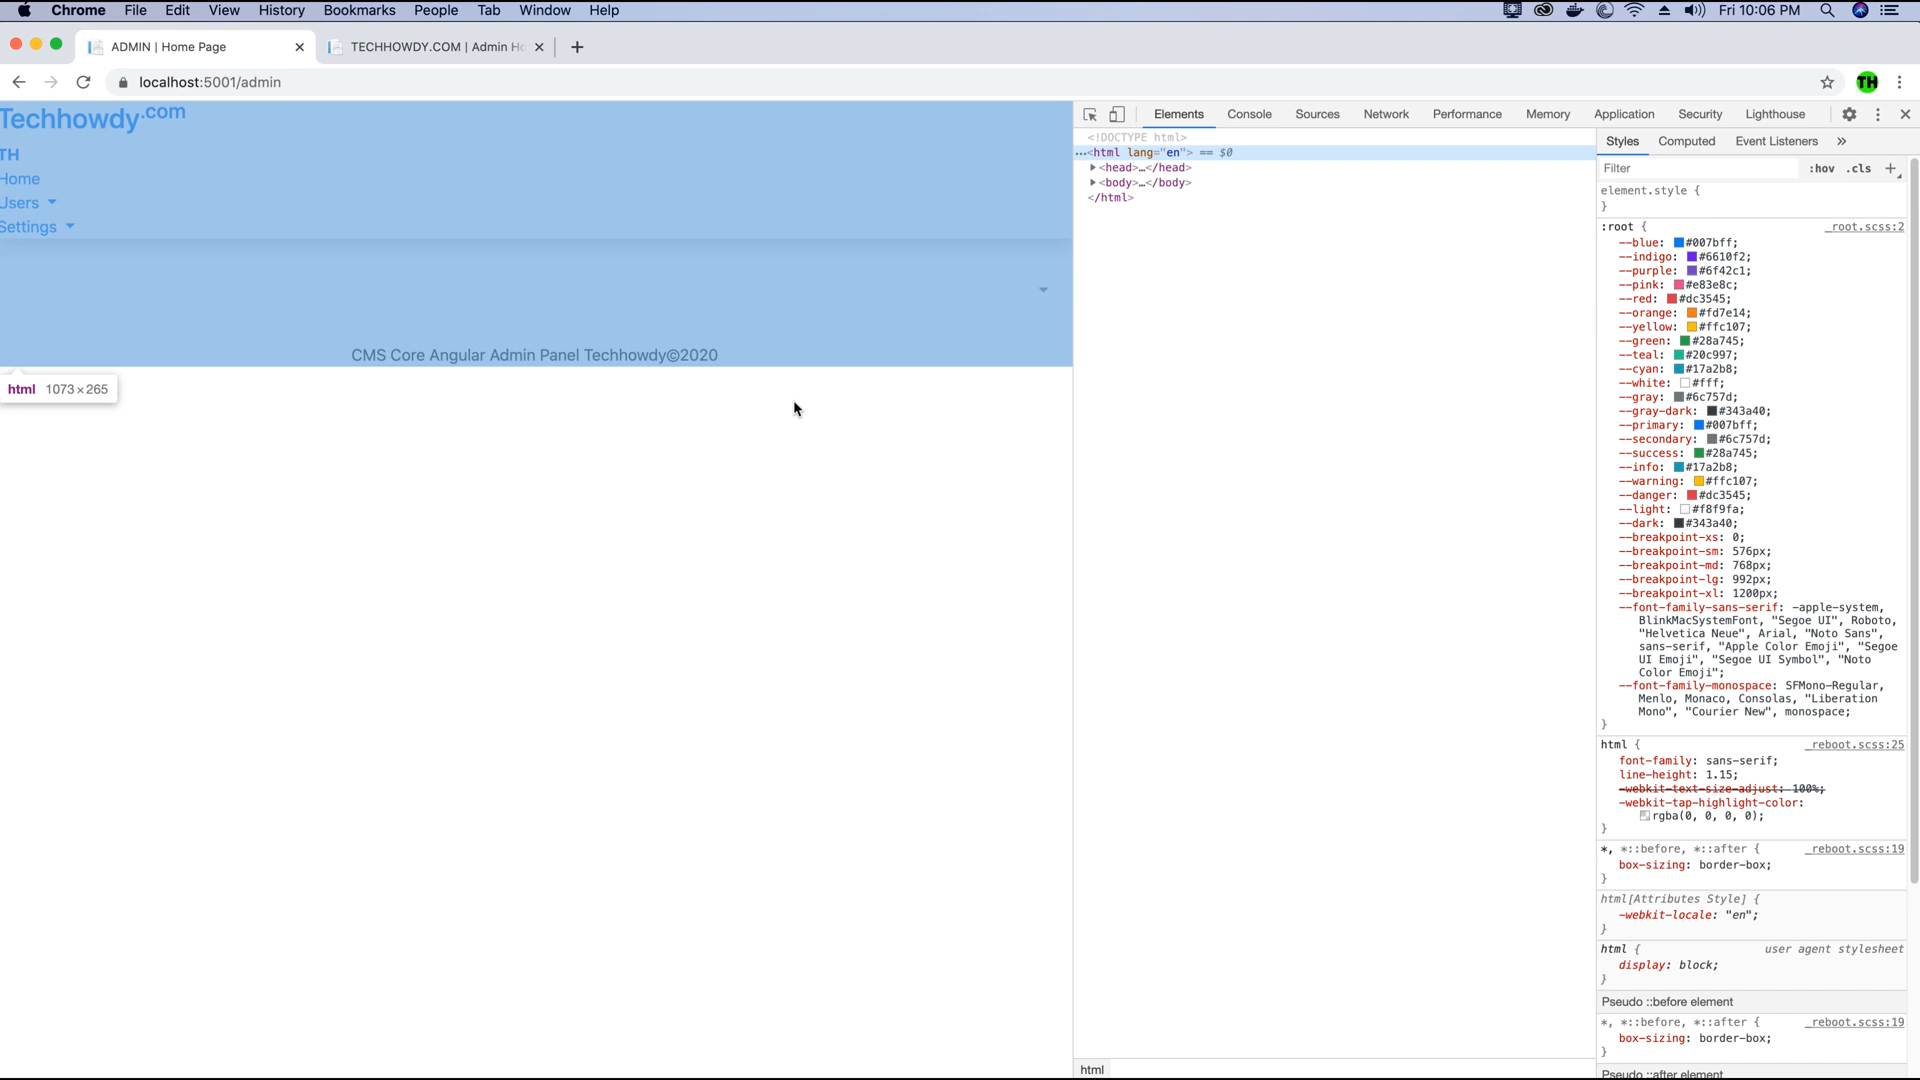 Chrome File Edit View History Bookmarks People Tab Window Help Fri 10:06 PM
ADMIN | Home Page TECHHOWDY.COM | Admin Ho
localhost:5001/admin TH
Techhowdy.com
TH
Home
Users
Settings
CMS Core Angular Admin Panel Techhowdy©2020
html 1073×265
Elements Console Sources Network Performance Memory Application Security Lighthouse
<!DOCTYPE html>
…<html lang="en"> == $0
<head>…</head>
<body>…</body>
</html>
html
Styles Computed Event Listeners »
Filter :hov .cls +
element.style {
}
:root { _root.scss:2
--blue: #007bff;
--indigo: #6610f2;
--purple: #6f42c1;
--pink: #e83e8c;
--red: #dc3545;
--orange: #fd7e14;
--yellow: #ffc107;
--green: #28a745;
--teal: #20c997;
--cyan: #17a2b8;
--white: #fff;
--gray: #6c757d;
--gray-dark: #343a40;
--primary: #007bff;
--secondary: #6c757d;
--success: #28a745;
--info: #17a2b8;
--warning: #ffc107;
--danger: #dc3545;
--light: #f8f9fa;
--dark: #343a40;
--breakpoint-xs: 0;
--breakpoint-sm: 576px;
--breakpoint-md: 768px;
--breakpoint-lg: 992px;
--breakpoint-xl: 1200px;
--font-family-sans-serif: -apple-system,
BlinkMacSystemFont, "Segoe UI", Roboto,
"Helvetica Neue", Arial, "Noto Sans",
sans-serif, "Apple Color Emoji", "Segoe
UI Emoji", "Segoe UI Symbol", "Noto
Color Emoji";
--font-family-monospace: SFMono-Regular,
Menlo, Monaco, Consolas, "Liberation
Mono", "Courier New", monospace;
}
html { _reboot.scss:25
font-family: sans-serif;
line-height: 1.15;
-webkit-text-size-adjust: 100%;
-webkit-tap-highlight-color:
rgba(0, 0, 0, 0);
}
*, *::before, *::after { _reboot.scss:19
box-sizing: border-box;
}
html[Attributes Style] {
-webkit-locale: "en";
}
html { user agent stylesheet
display: block;
}
Pseudo ::before element
*, *::before, *::after { _reboot.scss:19
box-sizing: border-box;
}
Pseudo ::after element